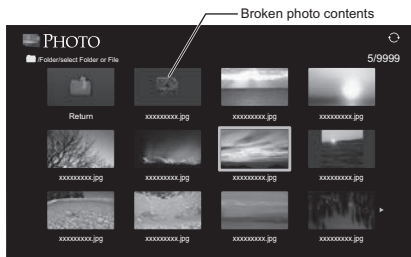 Broken photo contents
PHOTO
/Folder/select Folder or File
5/9999
Return xxxxxxxxx.jpg xxxxxxxxx.jpg xxxxxxxxx.jpg
xxxxxxxxx.jpg xxxxxxxxx.jpg xxxxxxxxx.jpg xxxxxxxxx.jpg
xxxxxxxxx.jpg xxxxxxxxx.jpg xxxxxxxxx.jpg xxxxxxxxx.jpg